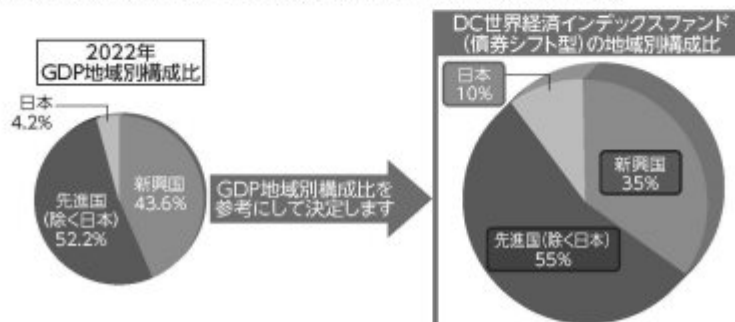 2022年
GDP地域別構成比
日本
4.2%
新興国
43.6%
先進国
(除く日本)
52.2%
GDP地域別構成比を
参考にして決定します
DC世界経済インデックスファンド
(債券シフト型)の地域別構成比
日本
10%
新興国
35%
先進国(除く日本)
55%